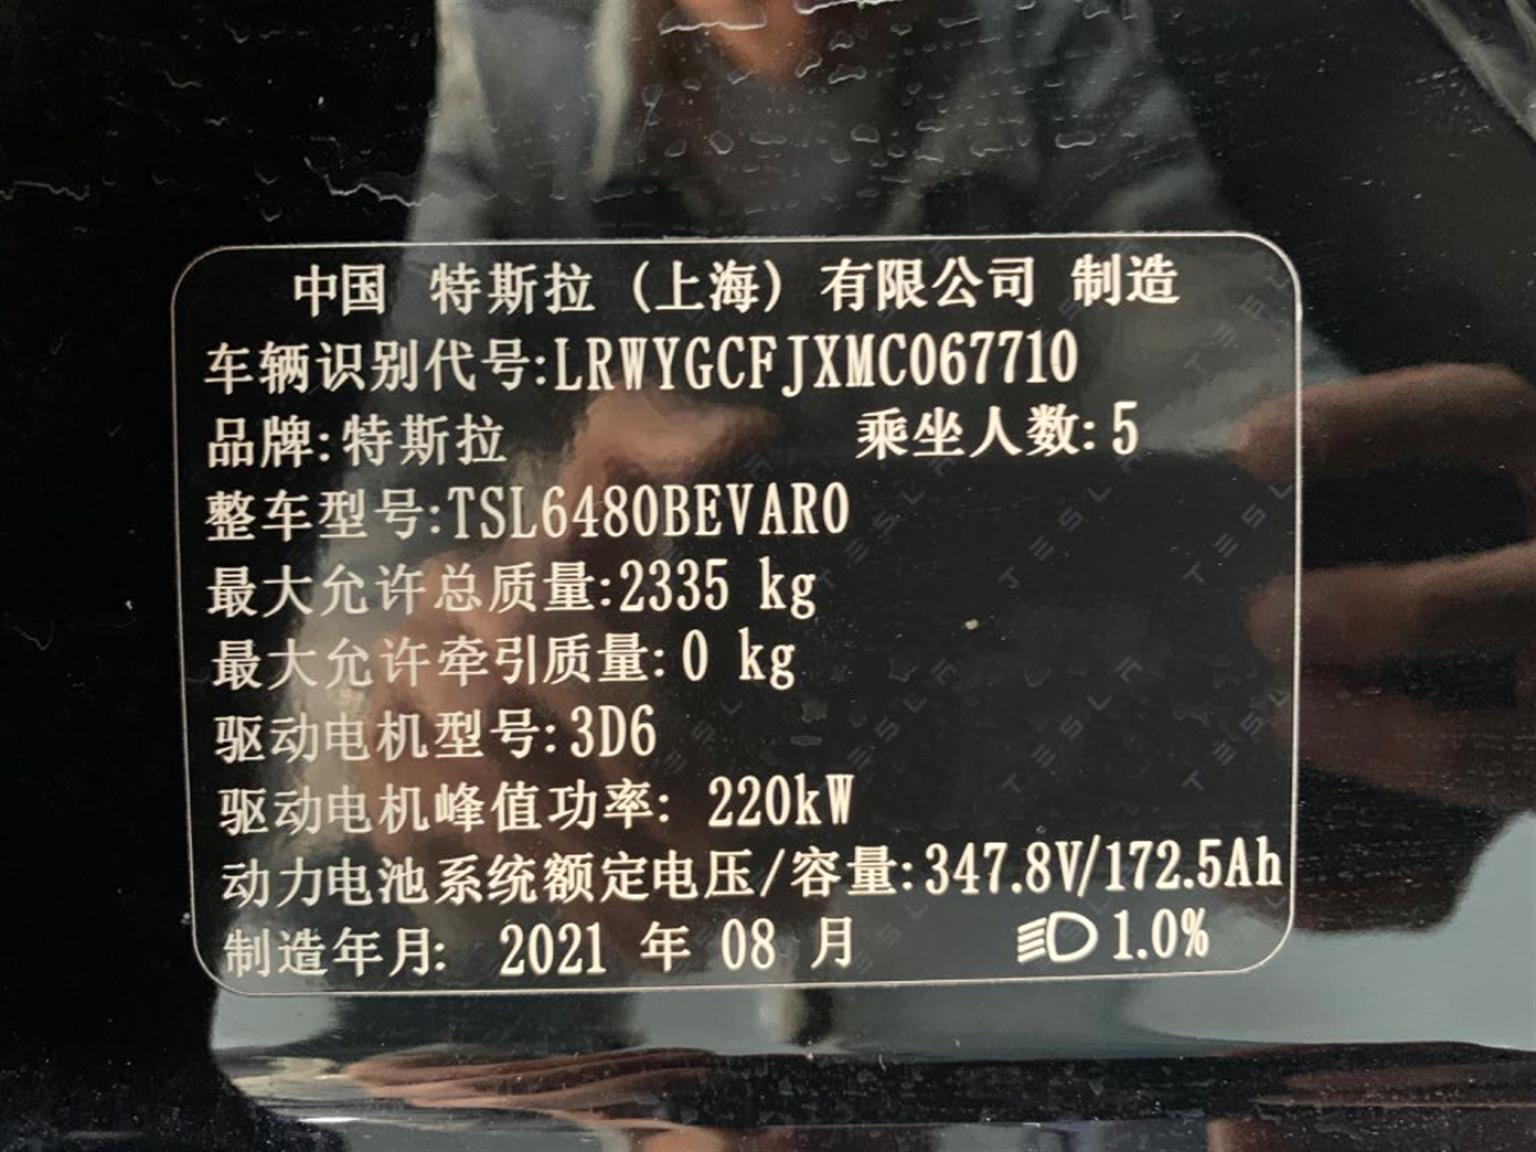 中国 特斯拉 (上海) 有限公司 制造
车辆识别代号:LRWYGCFJXMC067710
品牌:特斯拉 乘坐人数:5
整车型号:TSL6480BEVAR0
最大允许总质量:2335 kg
最大允许牵引质量:0 kg
驱动电机型号:3D6
驱动电机峰值功率: 220kW
动力电池系统额定电压/容量:347.8V/172.5Ah
制造年月: 2021 年 08 月 1.0%